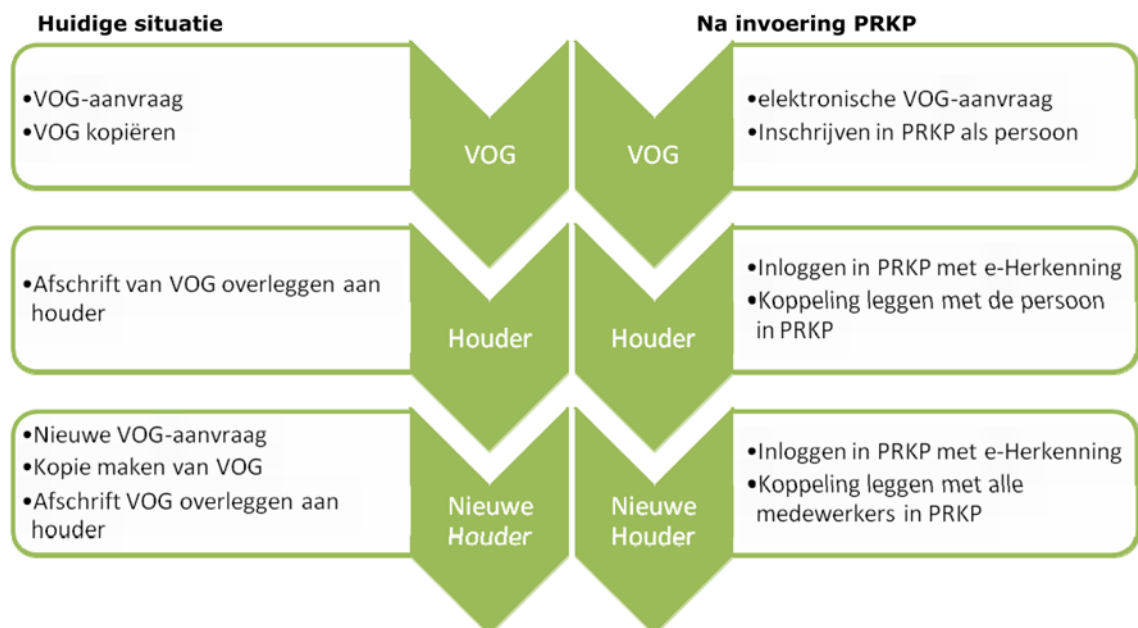 Huidige situatie
Na invoering PRKP
•VOG-aanvraag
•VOG kopiëren
VOG
VOG
•elektronische VOG-aanvraag
•Inschrijven in PRKP als persoon
•Afschrift van VOG overleggen aan
houder
Houder
Houder
•Inloggen in PRKP met e-Herkenning
•Koppeling leggen met de persoon
in PRKP
•Nieuwe VOG-aanvraag
•Kopie maken van VOG
•Afschrift VOG overleggen aan
houder
Nieuwe
Houder
Nieuwe
Houder
•Inloggen in PRKP met e-Herkenning
•Koppeling leggen met alle
medewerkers in PRKP